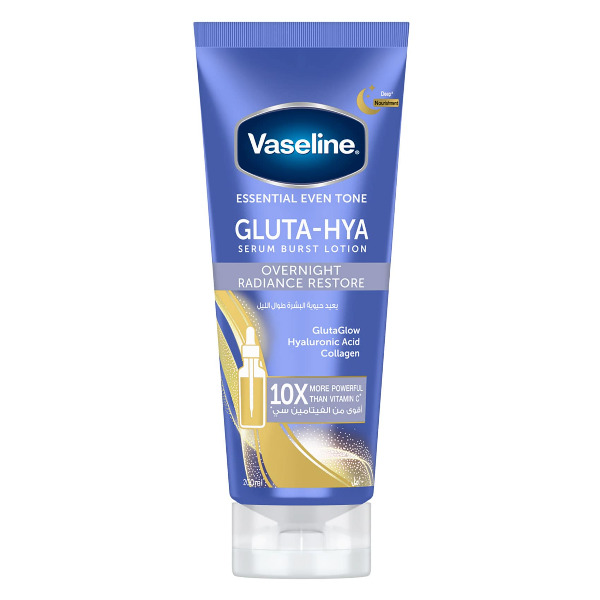 Deep*
Nourishment
Vaseline®
ESSENTIAL EVEN TONE
GLUTA-HYA
SERUM BURST LOTION
OVERNIGHT
RADIANCE RESTORE
يعيد حيوية البشرة طوال الليل
GlutaGlow
Hyaluronic Acid
Collagen
10X MORE POWERFUL
THAN VITAMIN C*
أقوى من الفيتامين سي*
200ml
مل